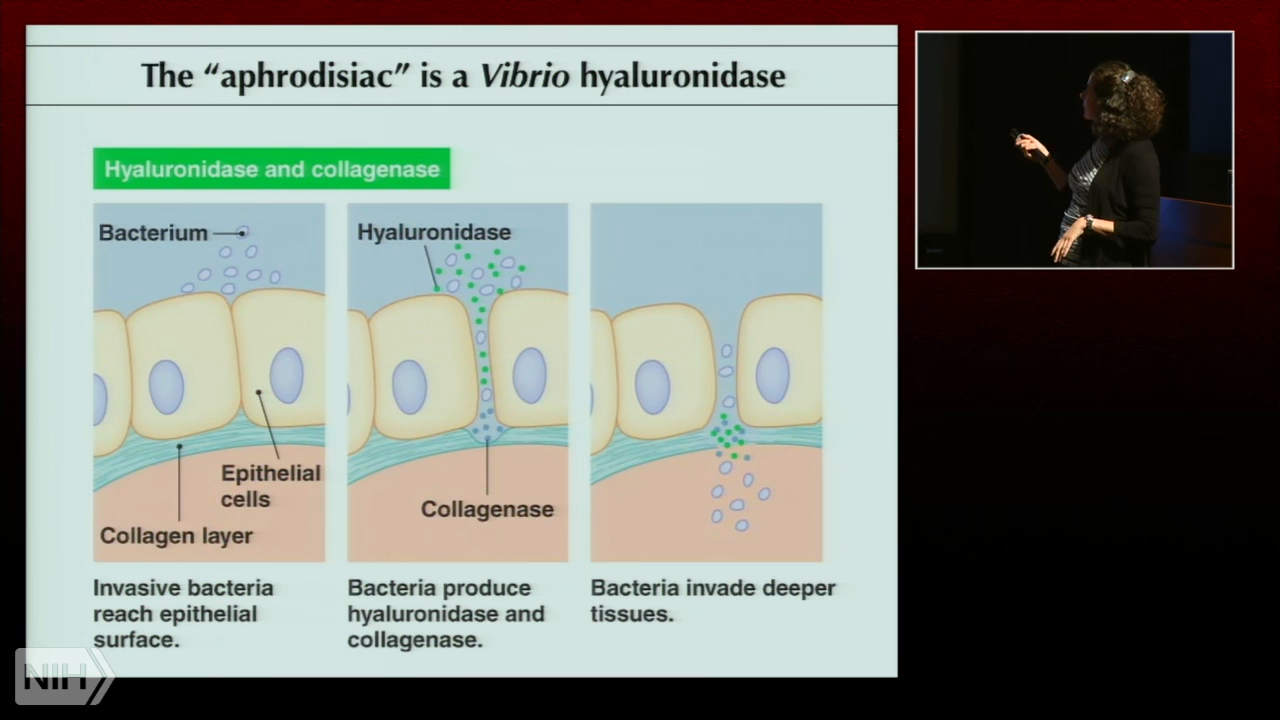 The “aphrodisiac” is a Vibrio hyaluronidase
Hyaluronidase and collagenase
Bacterium
Epithelial
cells
Collagen layer
Invasive bacteria
reach epithelial
surface.
Hyaluronidase
Collagenase
Bacteria produce
hyaluronidase and
collagenase.
Bacteria invade deeper
tissues.
NIH